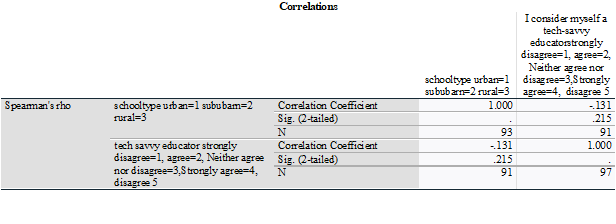 Correlations
I consider myself a
tech-savvy
educatorstrongly
disagree=1, agree=2,
Neither agree nor
schooltype urban=1 disagree=3,Strongly
sububarn=2 rural=3 agree=4, disagree 5
Spearman's rho schooltype urban=1 sububarn=2 Correlation Coefficient 1.000 -.131
rural=3 Sig. (2-tailed) . .215
N 93 91
tech savvy educator strongly Correlation Coefficient -.131 1.000
disagree=1, agree=2, Neither agree Sig. (2-tailed) .215 .
nor disagree=3,Strongly agree=4, N 91 97
disagree 5